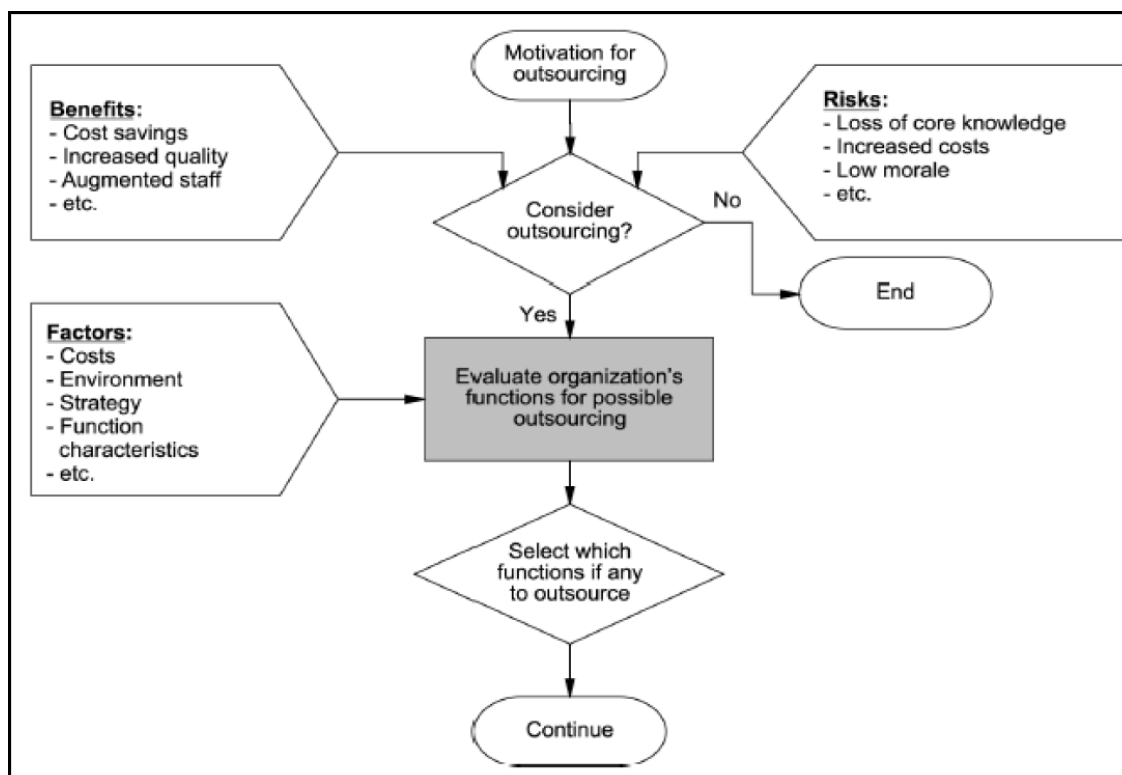 Motivation for
outsourcing
Benefits:
- Cost savings
- Increased quality
- Augmented staff
- etc.
Risks:
- Loss of core knowledge
- Increased costs
- Low morale
- etc.
Consider
outsourcing?
No
End
Yes
Factors:
- Costs
- Environment
- Strategy
- Function
characteristics
- etc.
Evaluate organization's
functions for possible
outsourcing
Select which
functions if any
to outsource
Continue